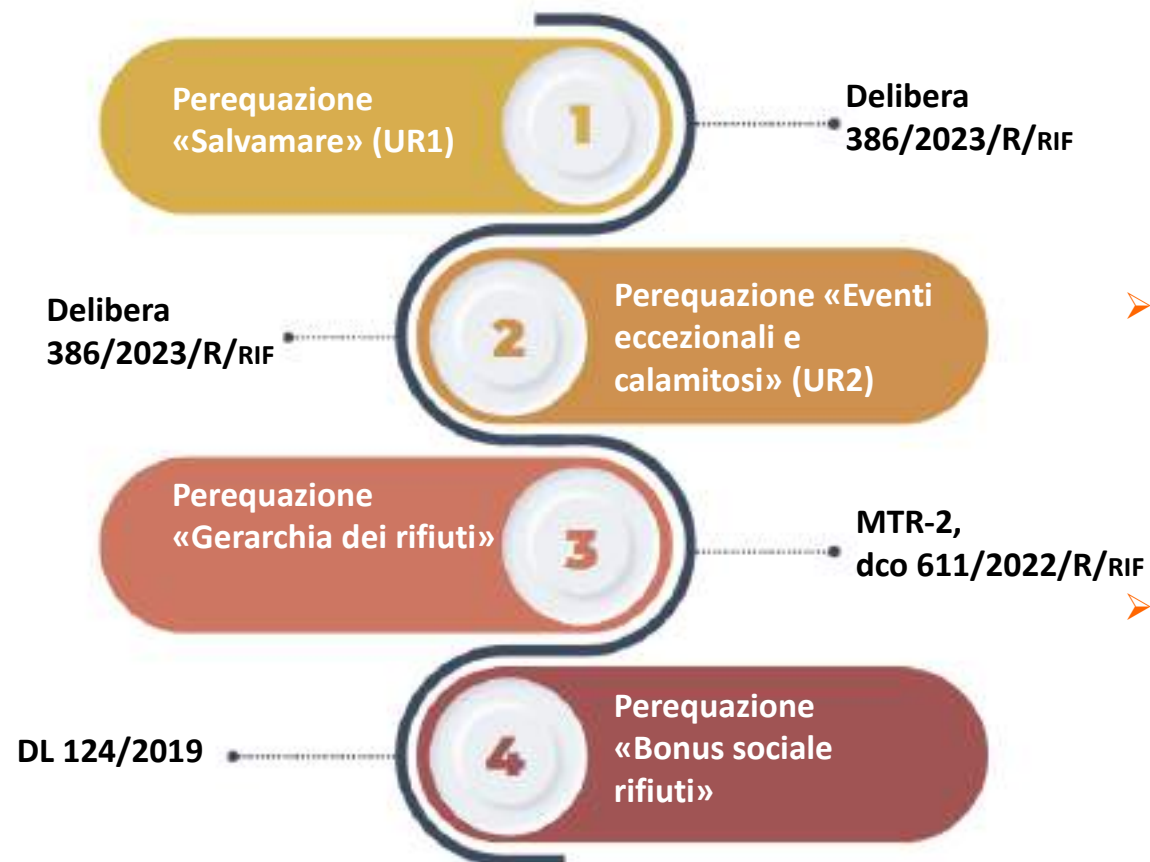 Perequazione
«Salvamare» (UR1)
1
Delibera
386/2023/R/RIF
Delibera
386/2023/R/RIF
2
Perequazione «Eventi
eccezionali e
calamitosi» (UR2)
Perequazione
«Gerarchia dei rifiuti»
3
MTR-2,
dco 611/2022/R/RIF
DL 124/2019
4
Perequazione
«Bonus sociale
rifiuti»